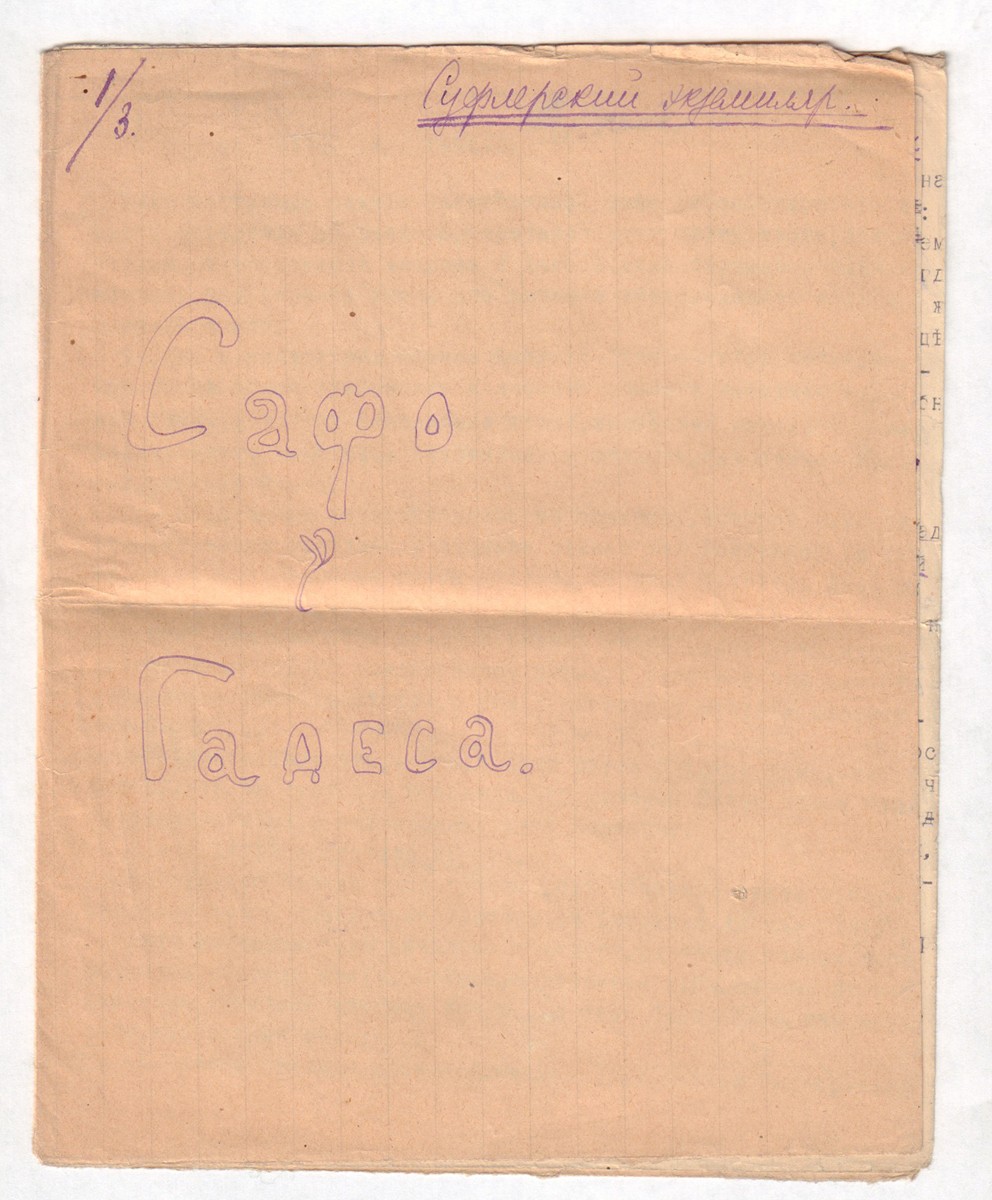 1/3.
Суфлерский экземпляр.
Сафо
у
Гадеса.